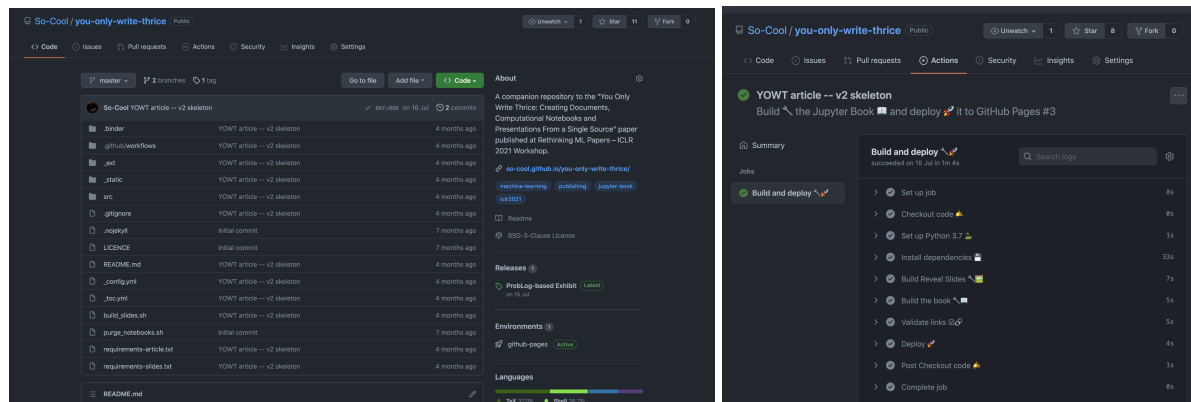 So-Cool / you-only-write-thrice Public
Unwatch 1 Star 11 Fork 0
Code Issues Pull requests Actions Security Insights Settings
master 2 branches 1 tag Go to file Add file Code
So-Cool YOWT article -- v2 skeleton on 16 Jul 2 commits
.binder YOWT article -- v2 skeleton 4 months ago
.github/workflows YOWT article -- v2 skeleton 4 months ago
_ext YOWT article -- v2 skeleton 4 months ago
_static YOWT article -- v2 skeleton 4 months ago
src YOWT article -- v2 skeleton 4 months ago
.gitignore YOWT article -- v2 skeleton 4 months ago
.nojekyll Initial commit 7 months ago
LICENCE Initial commit 7 months ago
README.md YOWT article -- v2 skeleton 4 months ago
_config.yml YOWT article -- v2 skeleton 4 months ago
_toc.yml YOWT article -- v2 skeleton 4 months ago
build_slides.sh YOWT article -- v2 skeleton 4 months ago
purge_notebooks.sh Initial commit 7 months ago
requirements-article.txt YOWT article -- v2 skeleton 4 months ago
requirements-slides.txt YOWT article -- v2 skeleton 4 months ago
README.md
About
A companion repository to the "You Only
Write Thrice: Creating Documents,
Computational Notebooks and
Presentations From a Single Source" paper
published at Rethinking ML Papers – ICLR
2021 Workshop.
so-cool.github.io/you-only-write-thrice/
machine-learning publishing jupyter-book
iclr2021
Readme
BSD-3-Clause License
Releases 1
ProbLog-based Exhibit Latest
on 15 Jul
Environments 1
github-pages Active
Languages
So-Cool / you-only-write-thrice Public
Unwatch 1 Star 8 Fork 0
Code Issues Pull requests Actions Security Insights Settings
YOWT article -- v2 skeleton
Build 🔧 the Jupyter Book 📖 and deploy 🚀 it to GitHub Pages #3
Summary
Jobs
Build and deploy 🔧🚀
Build and deploy 🔧🚀
succeeded on 15 Jul in 1m 4s
Search logs
Set up job 8s
Checkout code 🛎️ 0s
Set up Python 3.7 🐍 1s
Install dependencies 💾 33s
Build Reveal Slides 🔧🖼️ 7s
Build the book 🔧📖 5s
Validate links ☑🔗 5s
Deploy 🚀 4s
Post Checkout code 🛎️ 1s
Complete job 0s